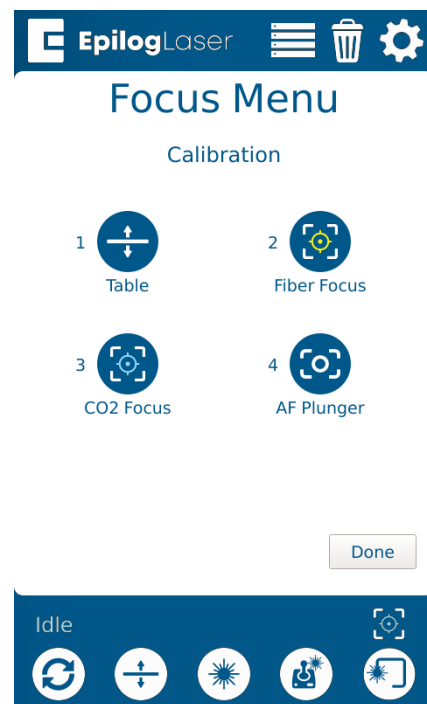 EpilogLaser
Focus Menu
Calibration
1
Table
2
Fiber Focus
3
CO2 Focus
4
AF Plunger
Done
Idle